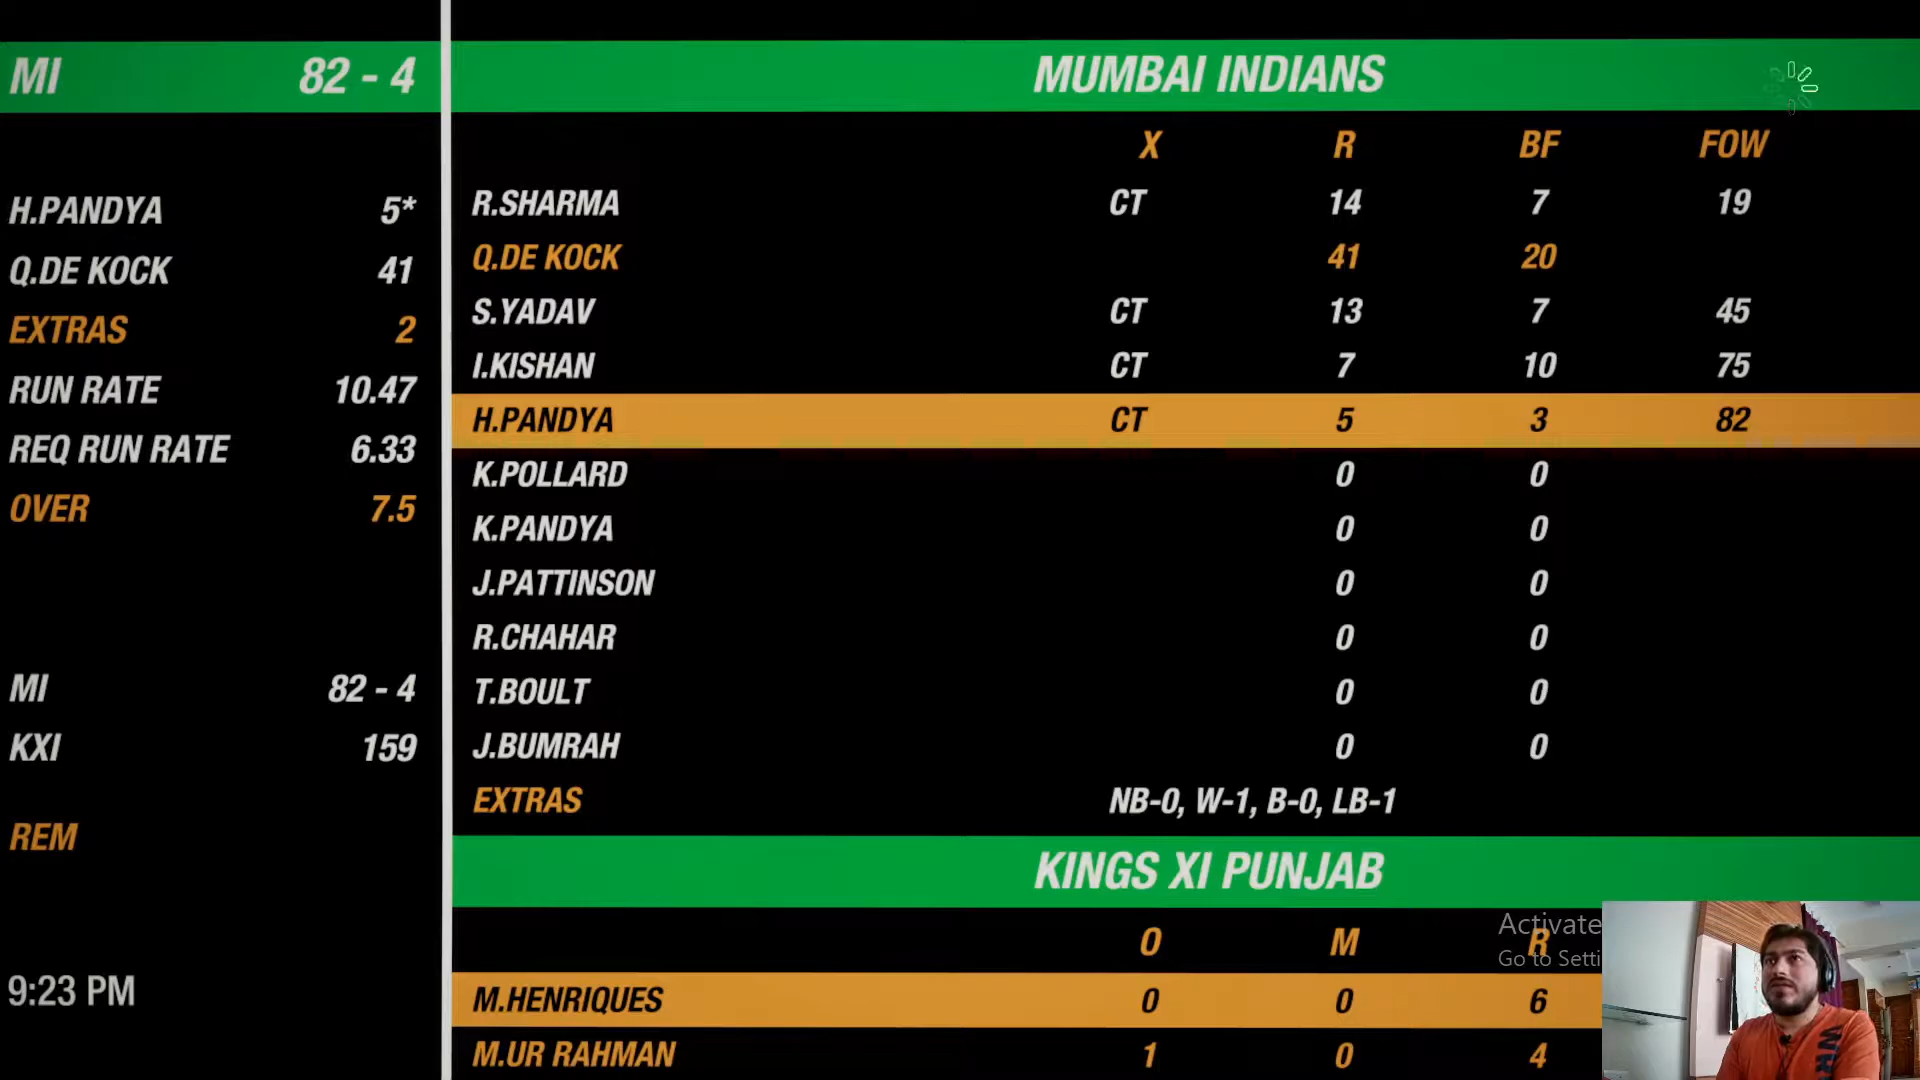 MI 82 - 4
H.PANDYA 5*
Q.DE KOCK 41
EXTRAS 2
RUN RATE 10.47
REQ RUN RATE 6.33
OVER 7.5
MI 82 - 4
KXI 159
REM
9:23 PM
MUMBAI INDIANS
X R BF FOW
R.SHARMA CT 14 7 19
Q.DE KOCK 41 20
S.YADAV CT 13 7 45
I.KISHAN CT 7 10 75
H.PANDYA CT 5 3 82
K.POLLARD 0 0
K.PANDYA 0 0
J.PATTINSON 0 0
R.CHAHAR 0 0
T.BOULT 0 0
J.BUMRAH 0 0
EXTRAS NB-0, W-1, B-0, LB-1
KINGS XI PUNJAB
O M R
M.HENRIQUES 0 0 6
M.UR RAHMAN 1 0 4
Activate
Go to Setti